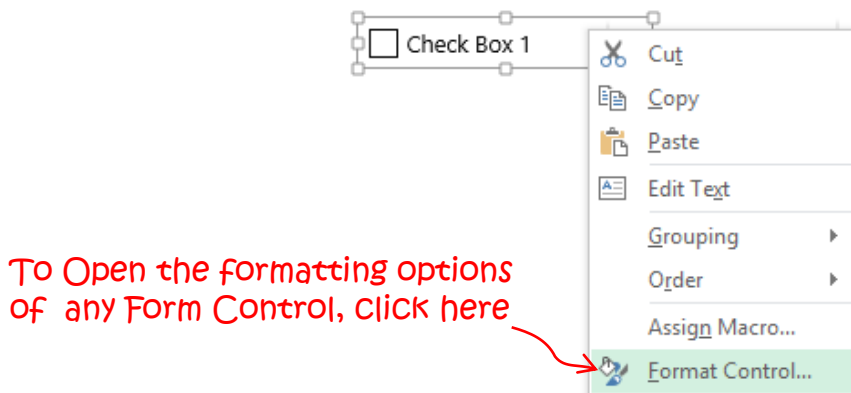 Check Box 1
Cut
Copy
Paste
Edit Text
Grouping
Order
Assign Macro...
Format Control...
To Open the formatting options
of any Form Control, click here